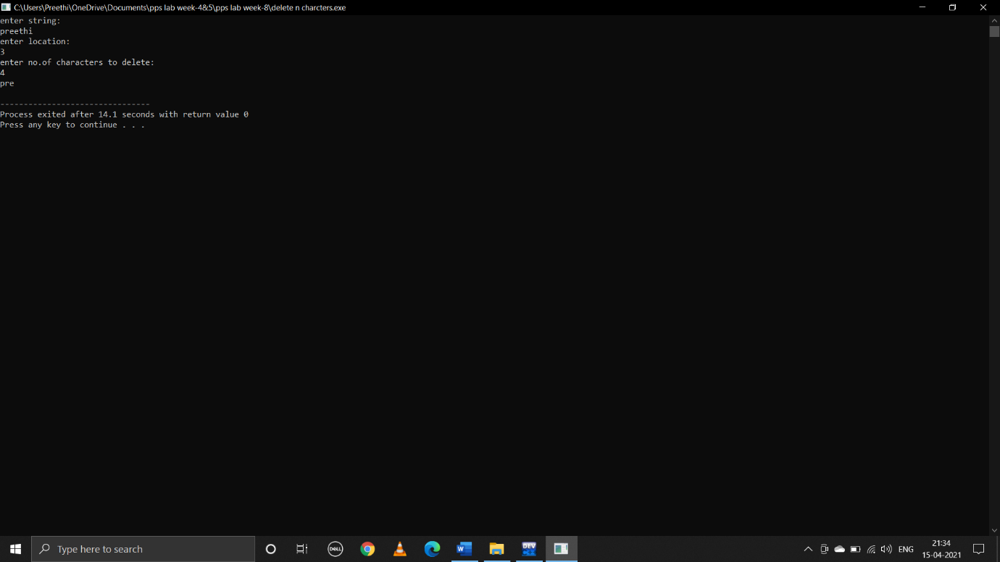 C:\Users\Preethi\OneDrive\Documents\pps lab week-4&5\pps lab week-8\delete n charcters.exe
enter string:
preethi
enter location:
3
enter no.of characters to delete:
4
pre
--------------------------------
Process exited after 14.1 seconds with return value 0
Press any key to continue . . .
Type here to search
DELL
W
DEV
C++
ENG
21:34
15-04-2021